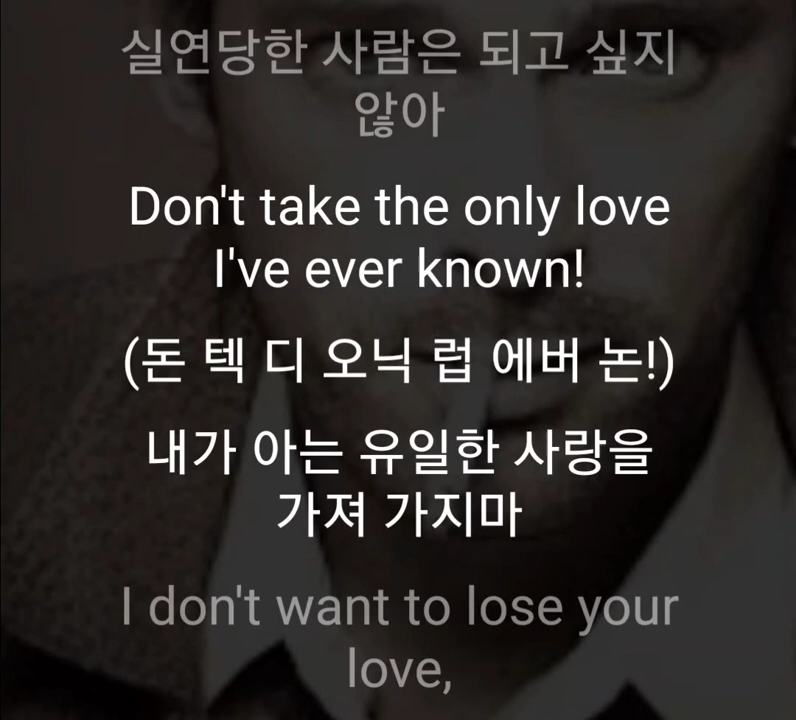 실연당한 사람은 되고 싶지
않아
Don't take the only love
I've ever known!
(돈 텍 디 오닉 럽 에버 논!)
내가 아는 유일한 사랑을
가져 가지마
I don't want to lose your
love,